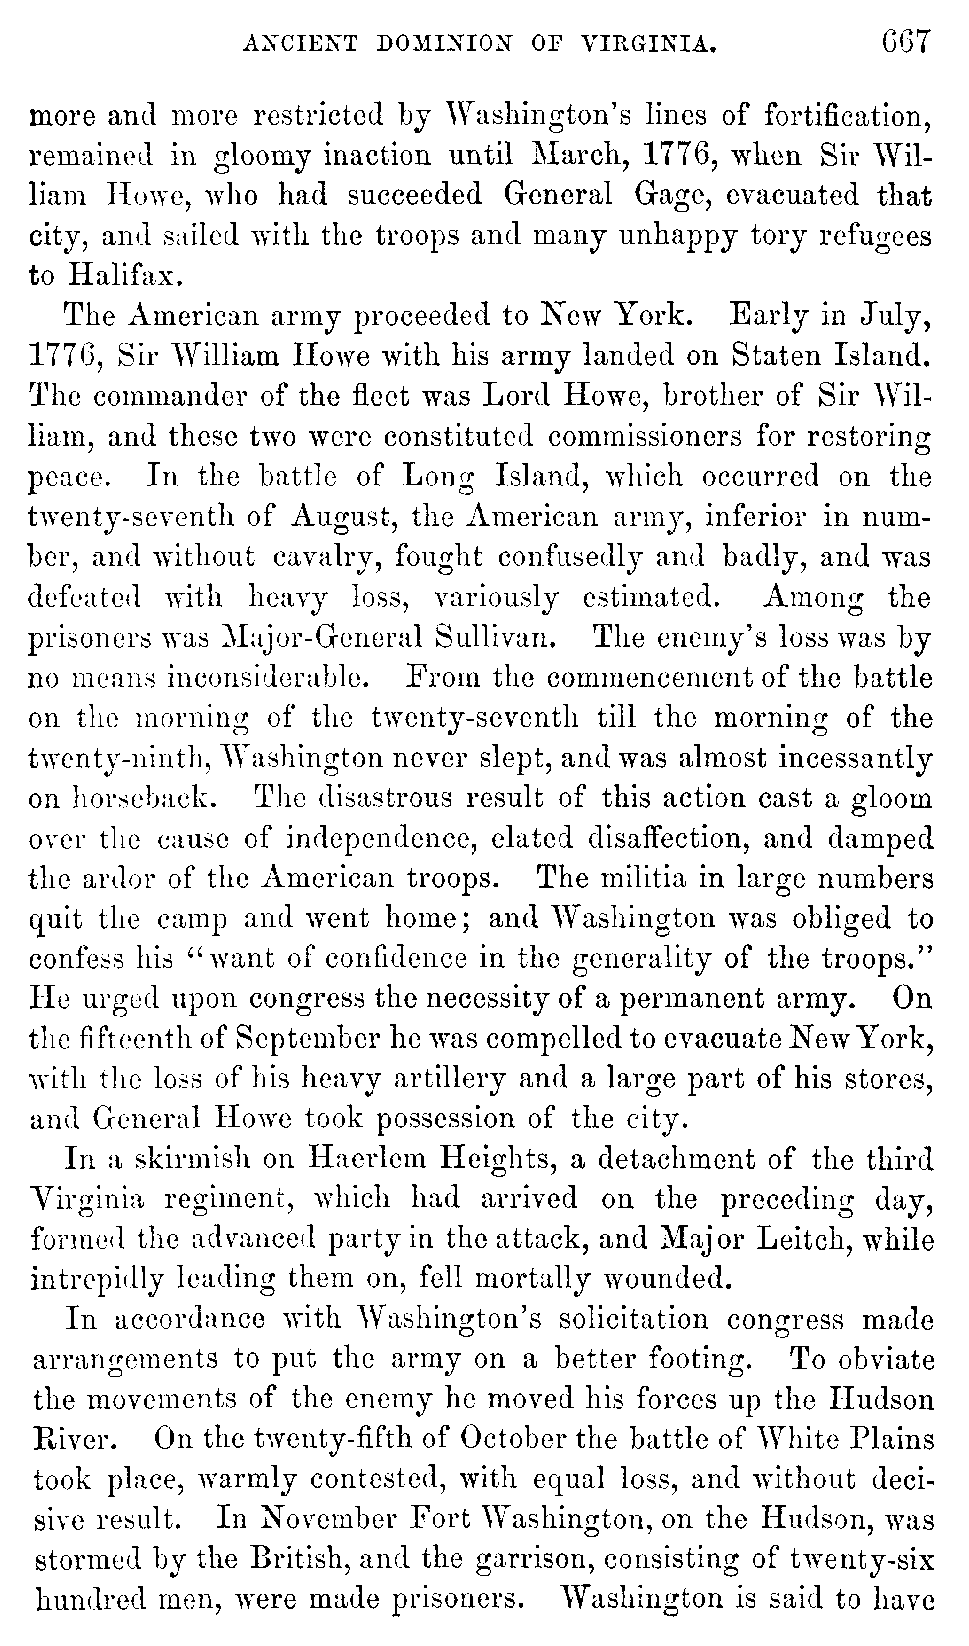 ANCIENT DOMINION OF VIRGINIA. 667
more and more restricted by Washington's lines of fortification,
remained in gloomy inaction until March, 1776, when Sir Wil-
liam Howe, who had succeeded General Gage, evacuated that
city, and sailed with the troops and many unhappy tory refugees
to Halifax.
The American army proceeded to New York. Early in July,
1776, Sir William Howe with his army landed on Staten Island.
The commander of the fleet was Lord Howe, brother of Sir Wil-
liam, and these two were constituted commissioners for restoring
peace. In the battle of Long Island, which occurred on the
twenty-seventh of August, the American army, inferior in num-
ber, and without cavalry, fought confusedly and badly, and was
defeated with heavy loss, variously estimated. Among the
prisoners was Major-General Sullivan. The enemy's loss was by
no means inconsiderable. From the commencement of the battle
on the morning of the twenty-seventh till the morning of the
twenty-ninth, Washington never slept, and was almost incessantly
on horseback. The disastrous result of this action cast a gloom
over the cause of independence, elated disaffection, and damped
the ardor of the American troops. The militia in large numbers
quit the camp and went home; and Washington was obliged to
confess his "want of confidence in the generality of the troops."
He urged upon congress the necessity of a permanent army. On
the fifteenth of September he was compelled to evacuate New York,
with the loss of his heavy artillery and a large part of his stores,
and General Howe took possession of the city.
In a skirmish on Haerlem Heights, a detachment of the third
Virginia regiment, which had arrived on the preceding day,
formed the advanced party in the attack, and Major Leitch, while
intrepidly leading them on, fell mortally wounded.
In accordance with Washington's solicitation congress made
arrangements to put the army on a better footing. To obviate
the movements of the enemy he moved his forces up the Hudson
River. On the twenty-fifth of October the battle of White Plains
took place, warmly contested, with equal loss, and without deci-
sive result. In November Fort Washington, on the Hudson, was
stormed by the British, and the garrison, consisting of twenty-six
hundred men, were made prisoners. Washington is said to have